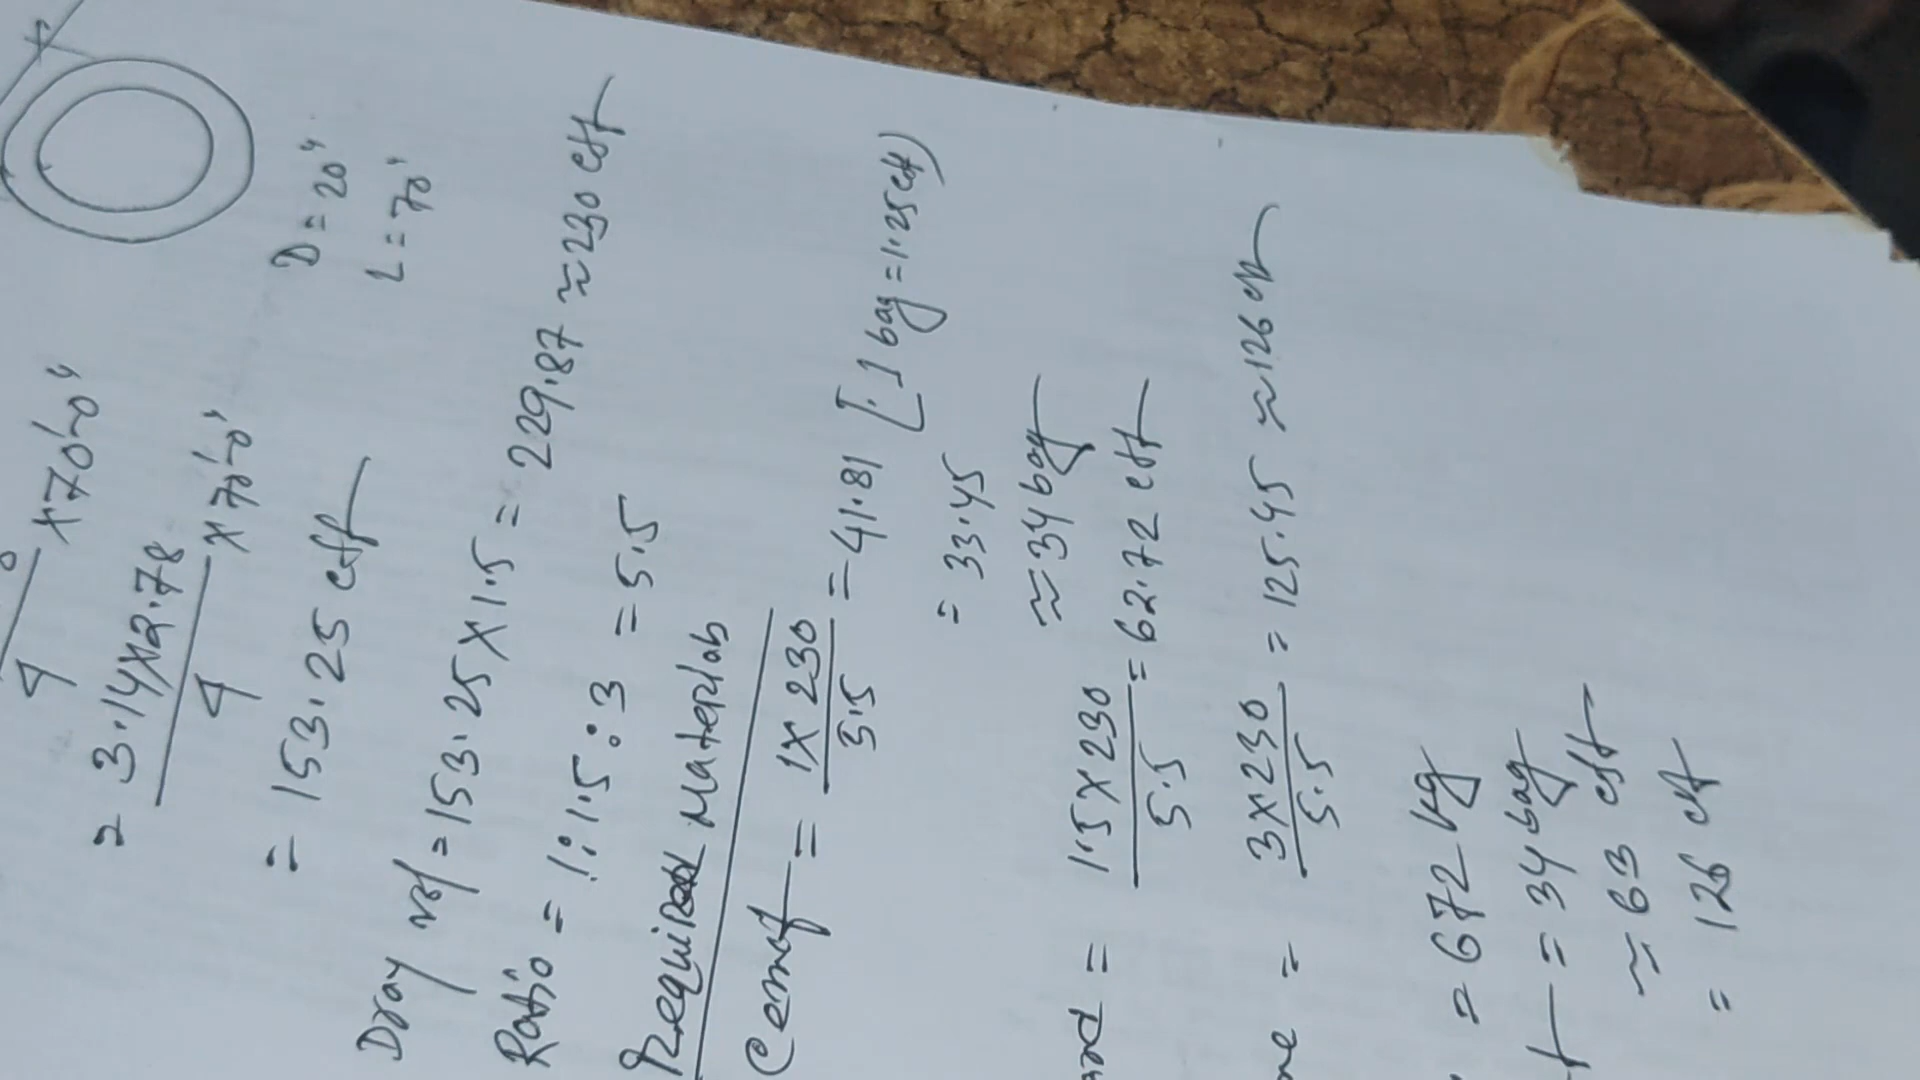 /4 × 70'-0"
= 3.14×2.78/4 × 70'-0"
D = 20"
L = 70'
= 153.25 cft
Dray vol = 153.25 × 1.5 = 229.87 ≈ 230 cft
Ratio = 1:1.5:3 = 5.5
Required Materials
= 1×230/5.5 = 41.81 [∵ 1 bag = 1.25 cft)
= 33.45
≈ 34 bag
= 1.5×230/5.5 = 62.72 cft
= 3×230/5.5 = 125.45 ≈ 126 cft
= 672 kg
= 34 bag
≈ 63 cft
= 126 cft